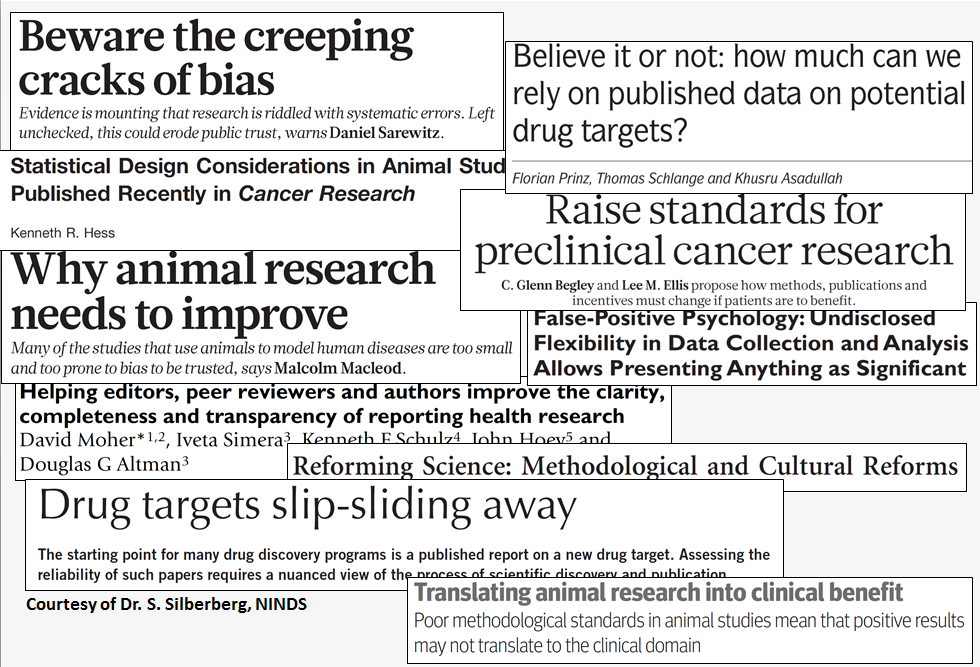 Beware the creeping
cracks of bias
Evidence is mounting that research is riddled with systematic errors. Left
unchecked, this could erode public trust, warns Daniel Sarewitz.
Believe it or not: how much can we
rely on published data on potential
drug targets?
Florian Prinz, Thomas Schlange and Khusru Asadullah
Statistical Design Considerations in Animal Stud
Published Recently in Cancer Research
Kenneth R. Hess
Raise standards for
preclinical cancer research
C. Glenn Begley and Lee M. Ellis propose how methods, publications and
incentives must change if patients are to benefit.
Why animal research
needs to improve
Many of the studies that use animals to model human diseases are too small
and too prone to bias to be trusted, says Malcolm Macleod.
False-Positive Psychology: Undisclosed
Flexibility in Data Collection and Analysis
Allows Presenting Anything as Significant
Helping editors, peer reviewers and authors improve the clarity,
completeness and transparency of reporting health research
David Moher*1,2, Iveta Simera3, Kenneth F Schulz4, John Hoey5 and
Douglas G Altman3
Reforming Science: Methodological and Cultural Reforms
Drug targets slip-sliding away
The starting point for many drug discovery programs is a published report on a new drug target. Assessing the
reliability of such papers requires a nuanced view of the process of scientific discovery and publication.
Courtesy of Dr. S. Silberberg, NINDS
Translating animal research into clinical benefit
Poor methodological standards in animal studies mean that positive results
may not translate to the clinical domain